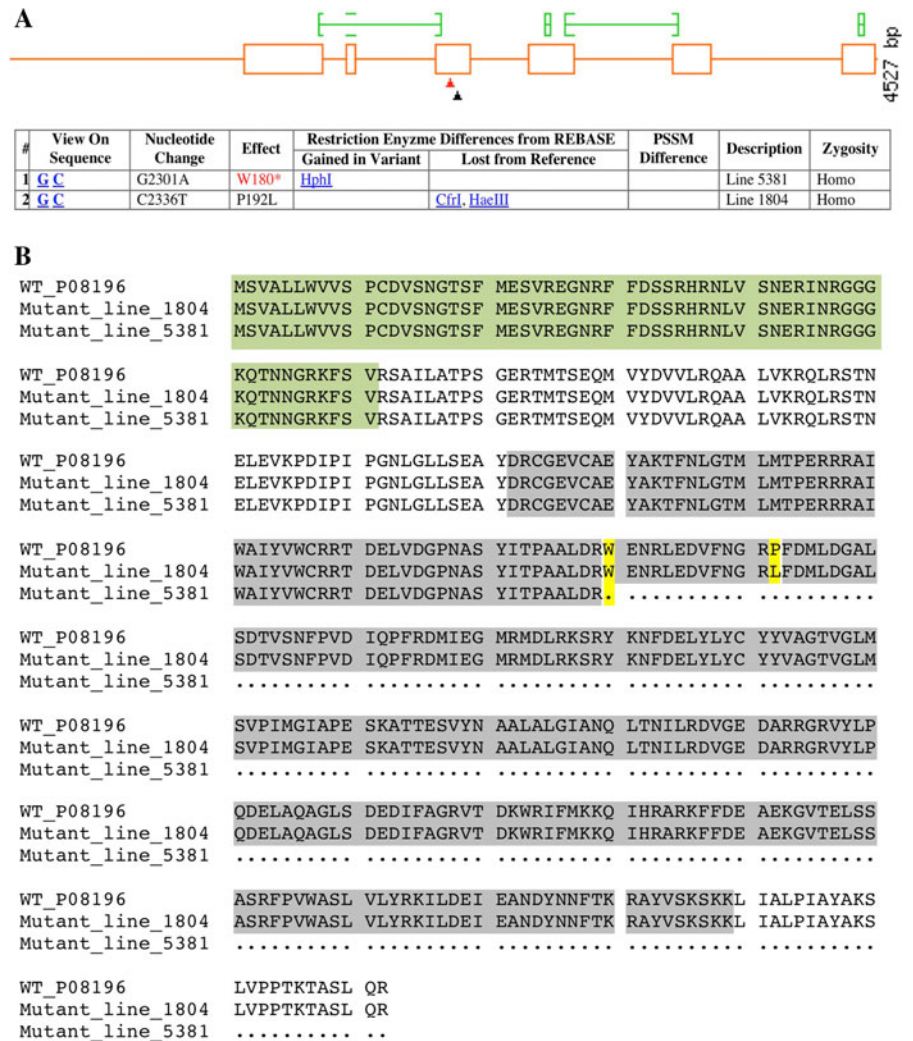 A
4527 bp
# View On Sequence Nucleotide Change Effect Restriction Enyzme Differences from REBASE PSSM Difference Description Zygosity
Gained in Variant Lost from Reference
1 G C G2301A W180* HphI Line 5381 Homo
2 G C C2336T P192L CfrI, HaeIII Line 1804 Homo
B
WT_P08196 MSVALLWVVS PCDVSNGTSF MESVREGNRF FDSSRHRNLV SNERINRGGG
Mutant_line_1804 MSVALLWVVS PCDVSNGTSF MESVREGNRF FDSSRHRNLV SNERINRGGG
Mutant_line_5381 MSVALLWVVS PCDVSNGTSF MESVREGNRF FDSSRHRNLV SNERINRGGG
WT_P08196 KQTNNGRKFS VRSAILATPS GERTMTSEQM VYDVVLRQAA LVKRQLRSTN
Mutant_line_1804 KQTNNGRKFS VRSAILATPS GERTMTSEQM VYDVVLRQAA LVKRQLRSTN
Mutant_line_5381 KQTNNGRKFS VRSAILATPS GERTMTSEQM VYDVVLRQAA LVKRQLRSTN
WT_P08196 ELEVKPDIPI PGNLGLLSEA YDRCGEVCAE YAKTFNLGTM LMTPERRRAI
Mutant_line_1804 ELEVKPDIPI PGNLGLLSEA YDRCGEVCAE YAKTFNLGTM LMTPERRRAI
Mutant_line_5381 ELEVKPDIPI PGNLGLLSEA YDRCGEVCAE YAKTFNLGTM LMTPERRRAI
WT_P08196 WAIYVWCRRT DELVDGPNAS YITPAALDRW ENRLEDVFNG RPFDMLDGAL
Mutant_line_1804 WAIYVWCRRT DELVDGPNAS YITPAALDRW ENRLEDVFNG RLFDMLDGAL
Mutant_line_5381 WAIYVWCRRT DELVDGPNAS YITPAALDR. .......... ..........
WT_P08196 SDTVSNFPVD IQPFRDMIEG MRMDLRKSRY KNFDELYLYC YYVAGTVGLM
Mutant_line_1804 SDTVSNFPVD IQPFRDMIEG MRMDLRKSRY KNFDELYLYC YYVAGTVGLM
Mutant_line_5381 .......... .......... .......... .......... ..........
WT_P08196 SVPIMGIAPE SKATTESVYN AALALGIANQ LTNILRDVGE DARRGRVYLP
Mutant_line_1804 SVPIMGIAPE SKATTESVYN AALALGIANQ LTNILRDVGE DARRGRVYLP
Mutant_line_5381 .......... .......... .......... .......... ..........
WT_P08196 QDELAQAGLS DEDIFAGRVT DKWRIFMKKQ IHRARKFFDE AEKGVTELSS
Mutant_line_1804 QDELAQAGLS DEDIFAGRVT DKWRIFMKKQ IHRARKFFDE AEKGVTELSS
Mutant_line_5381 .......... .......... .......... .......... ..........
WT_P08196 ASRFPVWASL VLYRKILDEI EANDYNNFTK RAYVSKSKKL IALPIAYAKS
Mutant_line_1804 ASRFPVWASL VLYRKILDEI EANDYNNFTK RAYVSKSKKL IALPIAYAKS
Mutant_line_5381 .......... .......... .......... .......... ..........
WT_P08196 LVPPTKTASL QR
Mutant_line_1804 LVPPTKTASL QR
Mutant_line_5381 .......... ..